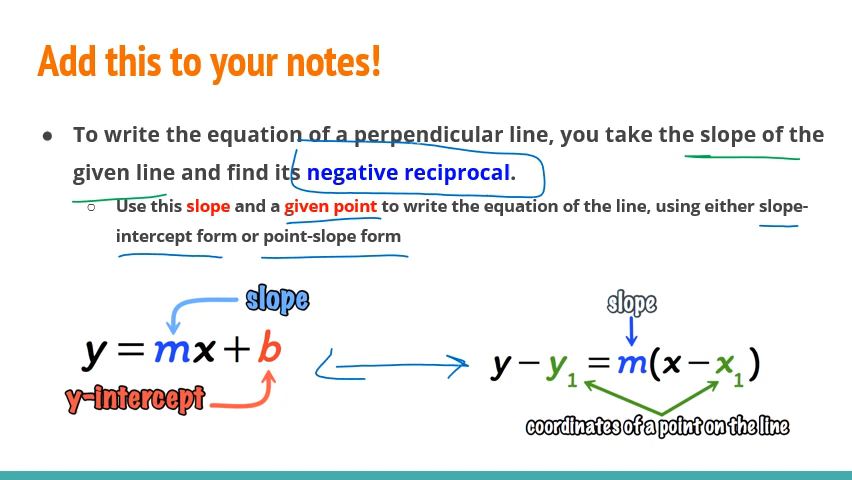 Add this to your notes!
● To write the equation of a perpendicular line, you take the slope of the
given line and find its negative reciprocal.
○ Use this slope and a given point to write the equation of the line, using either slope-
intercept form or point-slope form
slope
y = mx + b
y-intercept
slope
y − y₁ = m(x − x₁)
coordinates of a point on the line